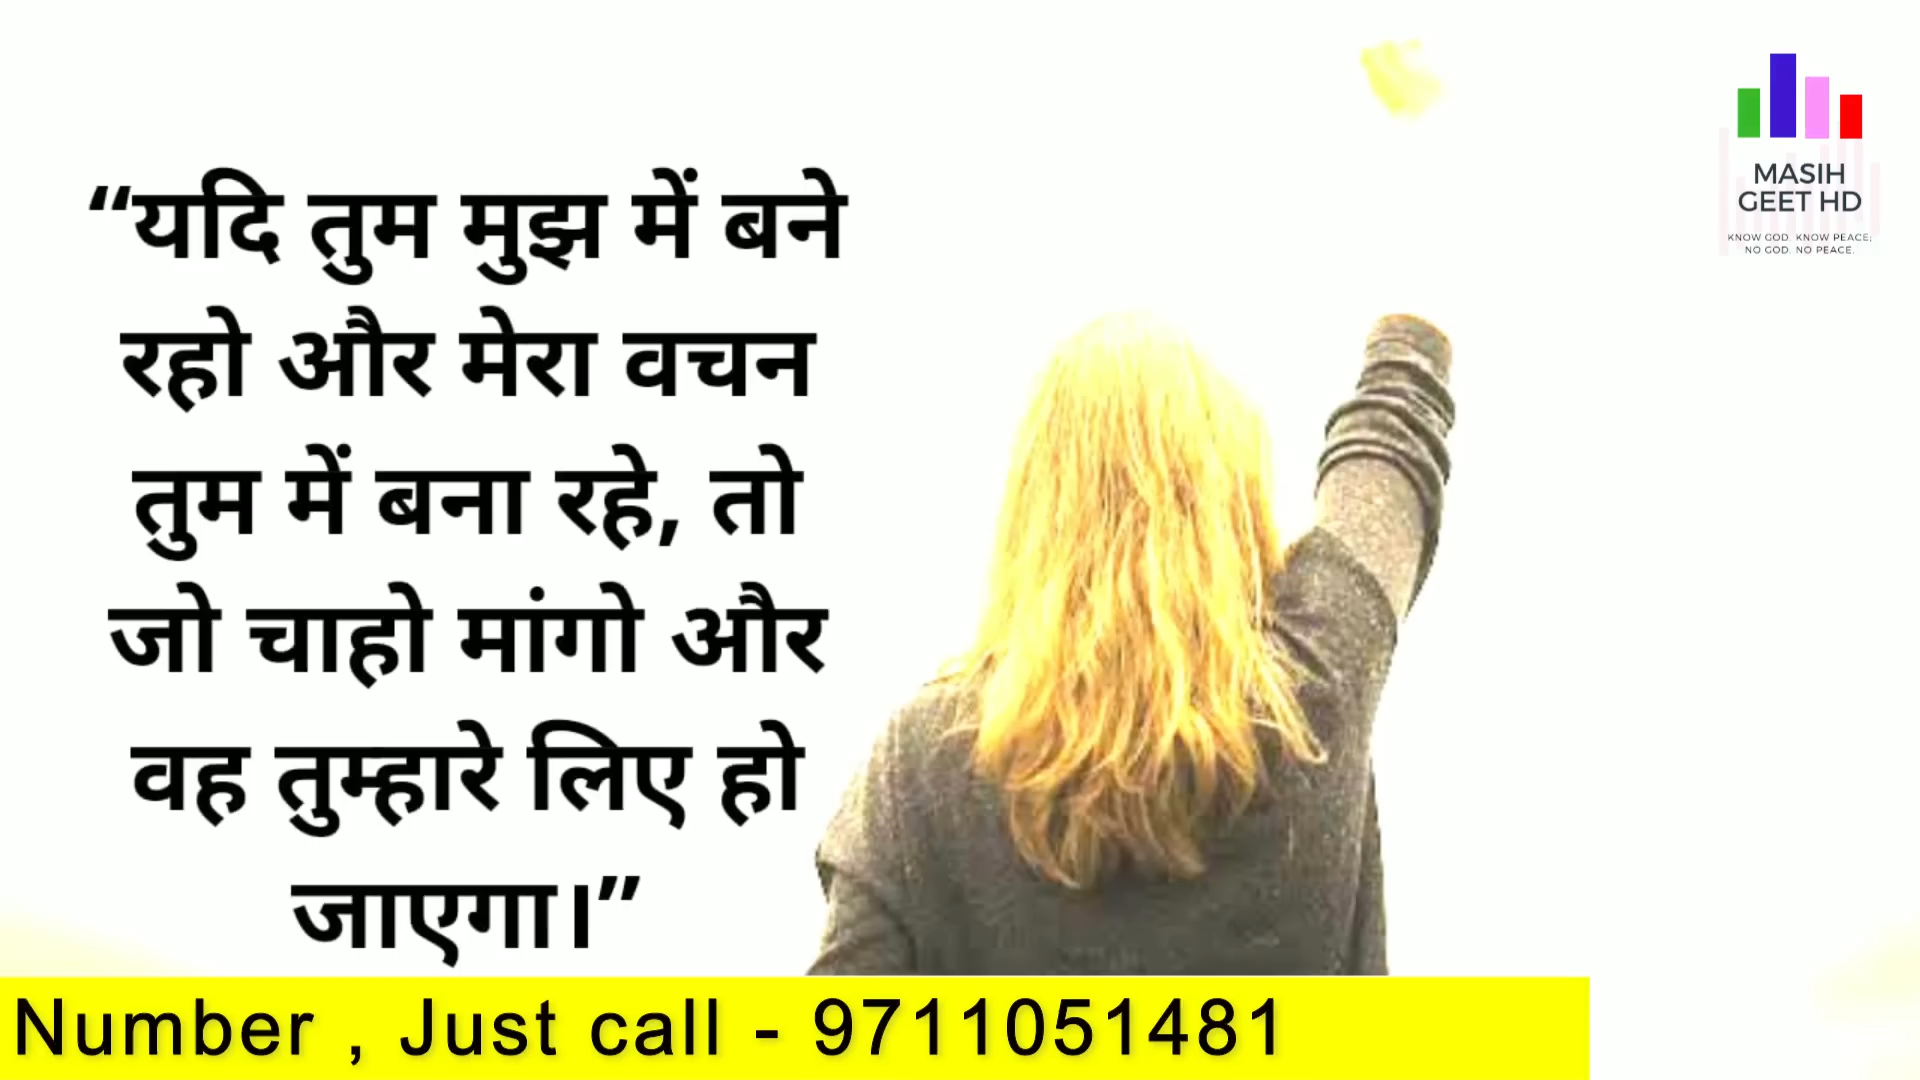 “यदि तुम मुझ में बने
रहो और मेरा वचन
तुम में बना रहे, तो
जो चाहो मांगो और
वह तुम्हारे लिए हो
जाएगा।”
MASIH
GEET HD
KNOW GOD. KNOW PEACE;
NO GOD. NO PEACE.
Number , Just call - 9711051481